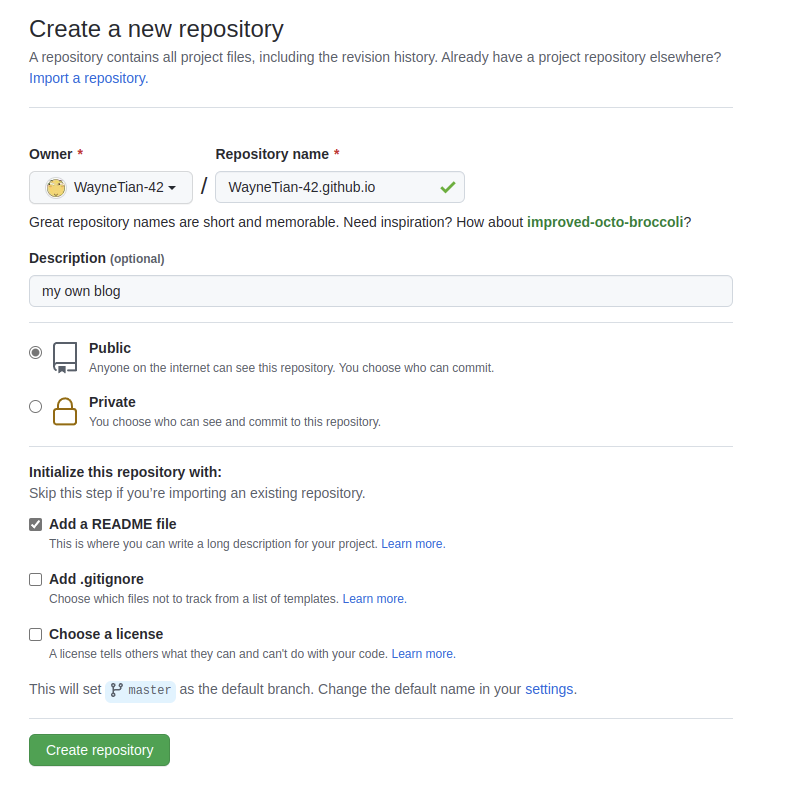 Create a new repository
A repository contains all project files, including the revision history. Already have a project repository elsewhere?
Import a repository.
Owner * Repository name *
WayneTian-42 / WayneTian-42.github.io
Great repository names are short and memorable. Need inspiration? How about improved-octo-broccoli?
Description (optional)
my own blog
Public
Anyone on the internet can see this repository. You choose who can commit.
Private
You choose who can see and commit to this repository.
Initialize this repository with:
Skip this step if you're importing an existing repository.
Add a README file
This is where you can write a long description for your project. Learn more.
Add .gitignore
Choose which files not to track from a list of templates. Learn more.
Choose a license
A license tells others what they can and can't do with your code. Learn more.
This will set master as the default branch. Change the default name in your settings.
Create repository